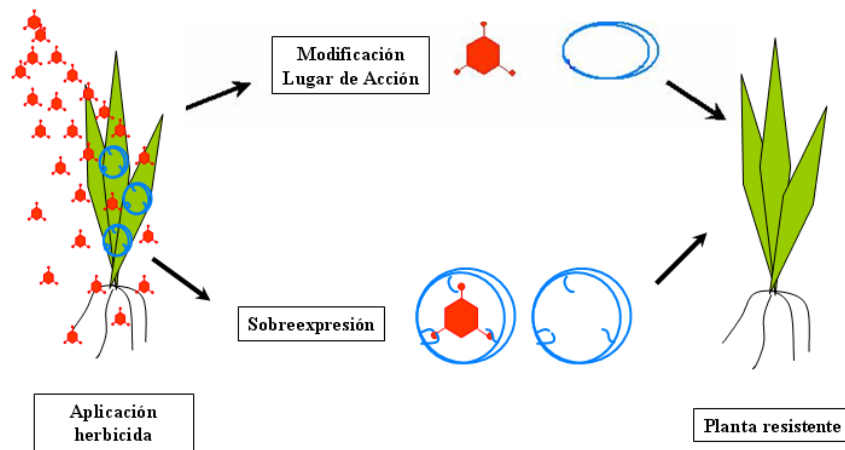 Modificación
Lugar de Acción
Sobreexpresión
Aplicación
herbicida
Planta resistente